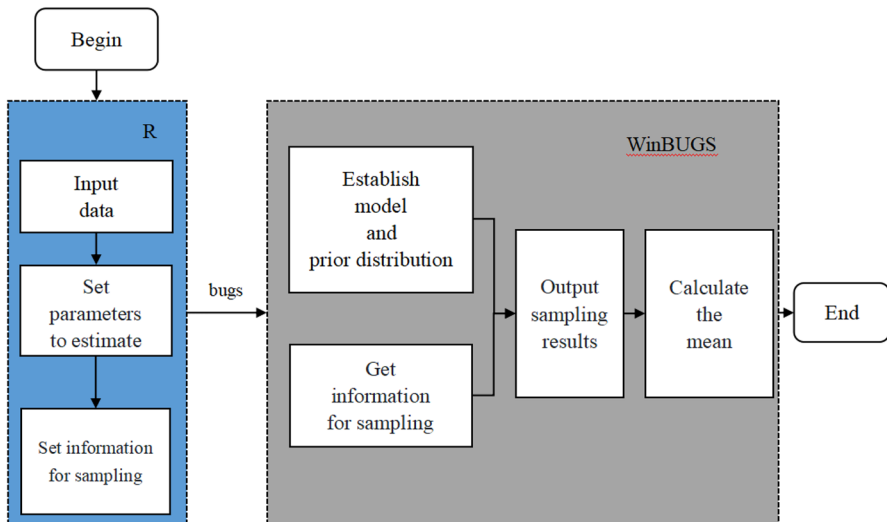 Begin
R
Input
data
Set
parameters
to estimate
Set information
for sampling
bugs
WinBUGS
Establish
model
and
prior distribution
Get
information
for sampling
Output
sampling
results
Calculate
the
mean
End